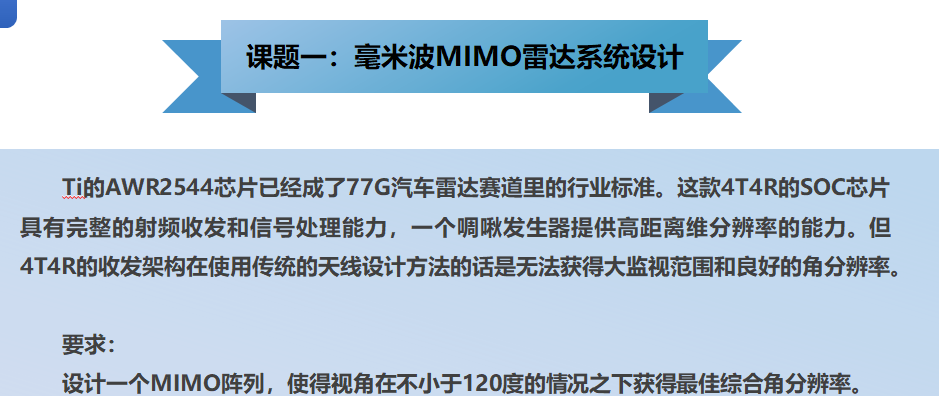 课题一：毫米波MIMO雷达系统设计
Ti的AWR2544芯片已经成了77G汽车雷达赛道里的行业标准。这款4T4R的SOC芯片
具有完整的射频收发和信号处理能力，一个啁啾发生器提供高距离维分辨率的能力。但
4T4R的收发架构在使用传统的天线设计方法的话是无法获得大监视范围和良好的角分辨率。
要求：
设计一个MIMO阵列，使得视角在不小于120度的情况之下获得最佳综合角分辨率。